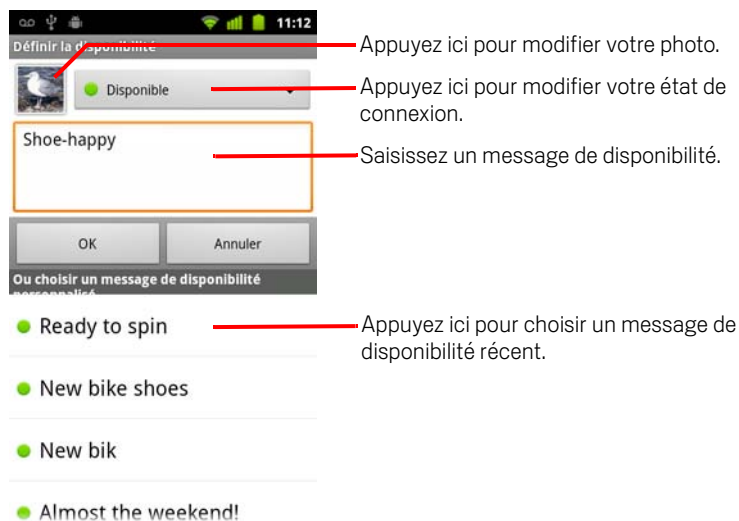 11:12
Définir la disponibilité
Appuyez ici pour modifier votre photo.
Disponible
Appuyez ici pour modifier votre état de
connexion.
Shoe-happy
Saisissez un message de disponibilité.
OK
Annuler
Ou choisir un message de disponibilité
personnalisé
Ready to spin
Appuyez ici pour choisir un message de
disponibilité récent.
New bike shoes
New bik
Almost the weekend!